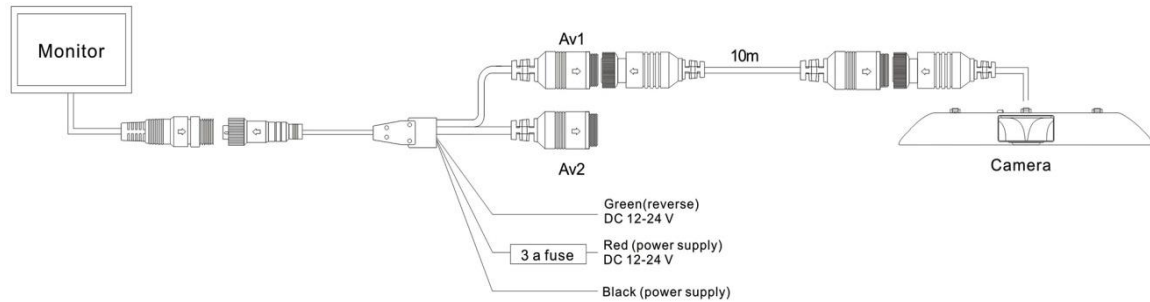 Monitor
Av1
10m
Av2
Camera
Green(reverse)
DC 12-24 V
3 a fuse
Red (power supply)
DC 12-24 V
Black (power supply)